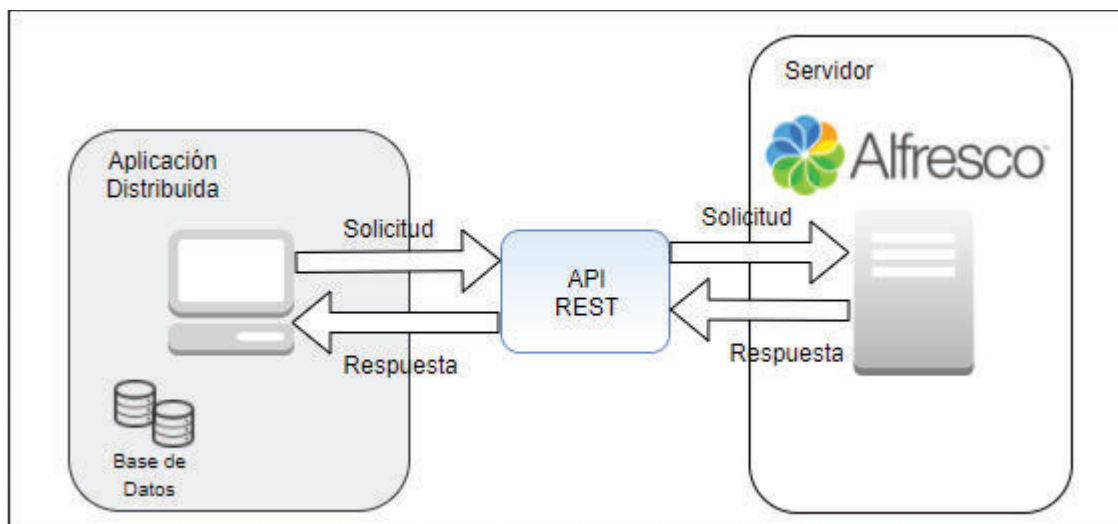 Servidor
Alfresco
Aplicación
Distribuida
Solicitud
Solicitud
API
REST
Respuesta
Respuesta
Base de
Datos